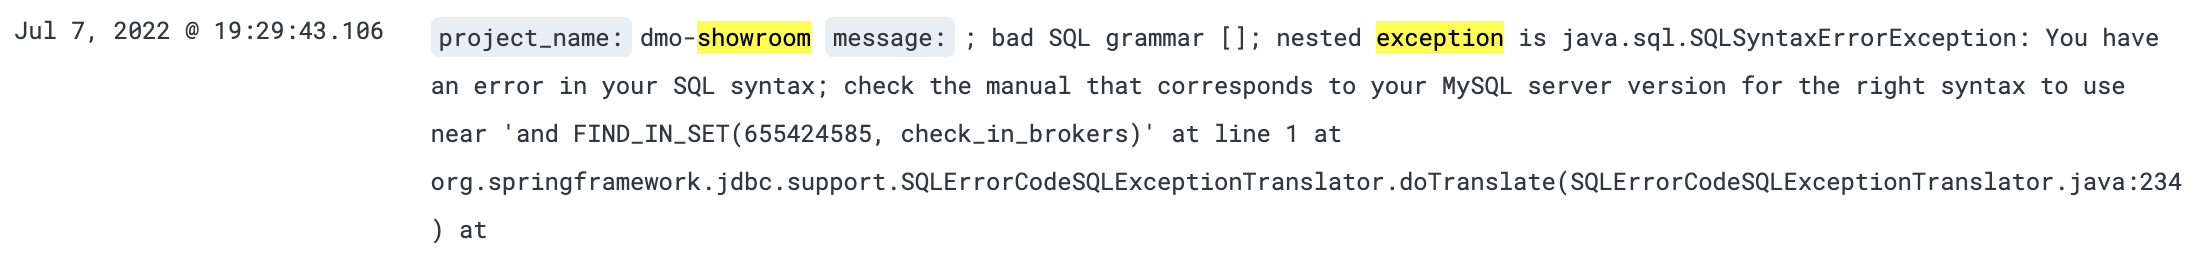 Jul 7, 2022 @ 19:29:43.106
project_name: dmo-showroom message: ; bad SQL grammar []; nested exception is java.sql.SQLSyntaxErrorException: You have
an error in your SQL syntax; check the manual that corresponds to your MySQL server version for the right syntax to use
near 'and FIND_IN_SET(655424585, check_in_brokers)' at line 1 at
org.springframework.jdbc.support.SQLErrorCodeSQLExceptionTranslator.doTranslate(SQLErrorCodeSQLExceptionTranslator.java:234
) at